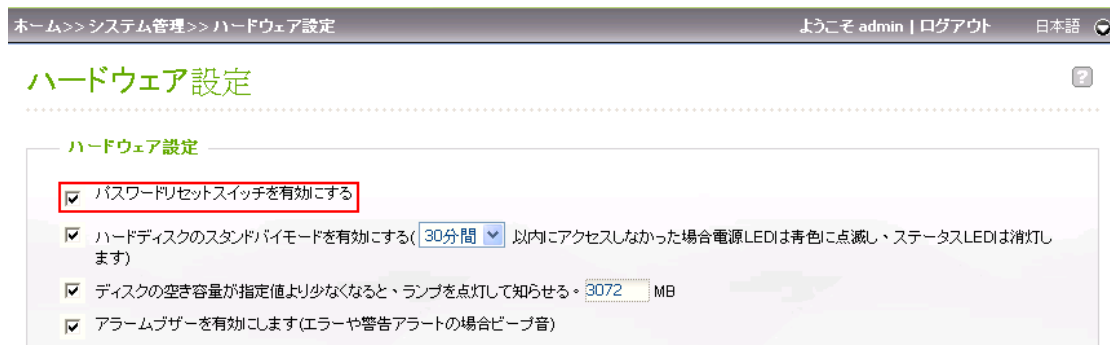 ホーム>> システム管理>> ハードウェア設定 ようこそ admin | ログアウト 日本語
ハードウェア設定 ?
ハードウェア設定
パスワードリセットスイッチを有効にする
ハードディスクのスタンドバイモードを有効にする( 30分間 以内にアクセスしなかった場合電源LEDは青色に点滅し、ステータスLEDは消灯し
ます)
ディスクの空き容量が指定値より少なくなると、ランプを点灯して知らせる。 3072 MB
アラームブザーを有効にします(エラーや警告アラートの場合ビープ音)